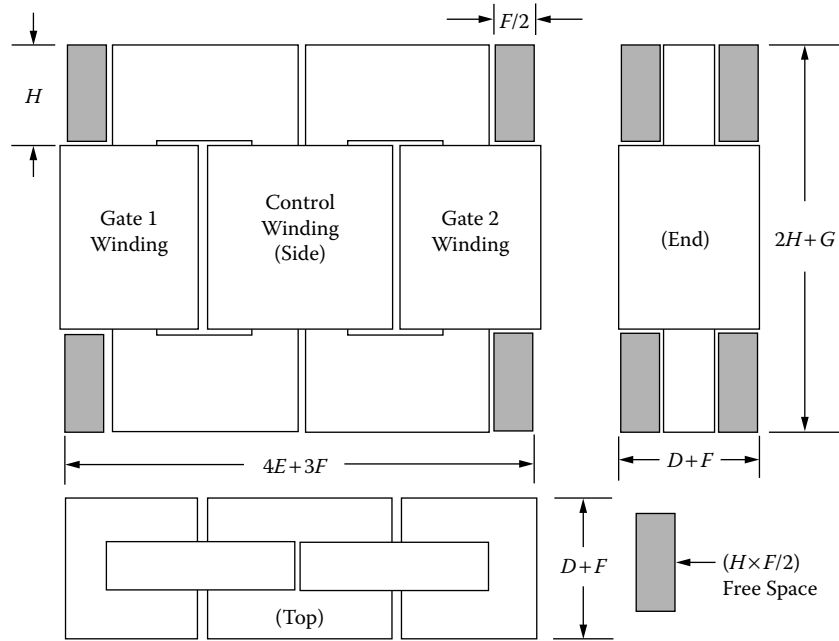 F/2
H
Gate 1
Winding
Control
Winding
(Side)
Gate 2
Winding
(End)
2H+G
4E+3F
D+F
D+F
(Top)
(H×F/2)
Free Space